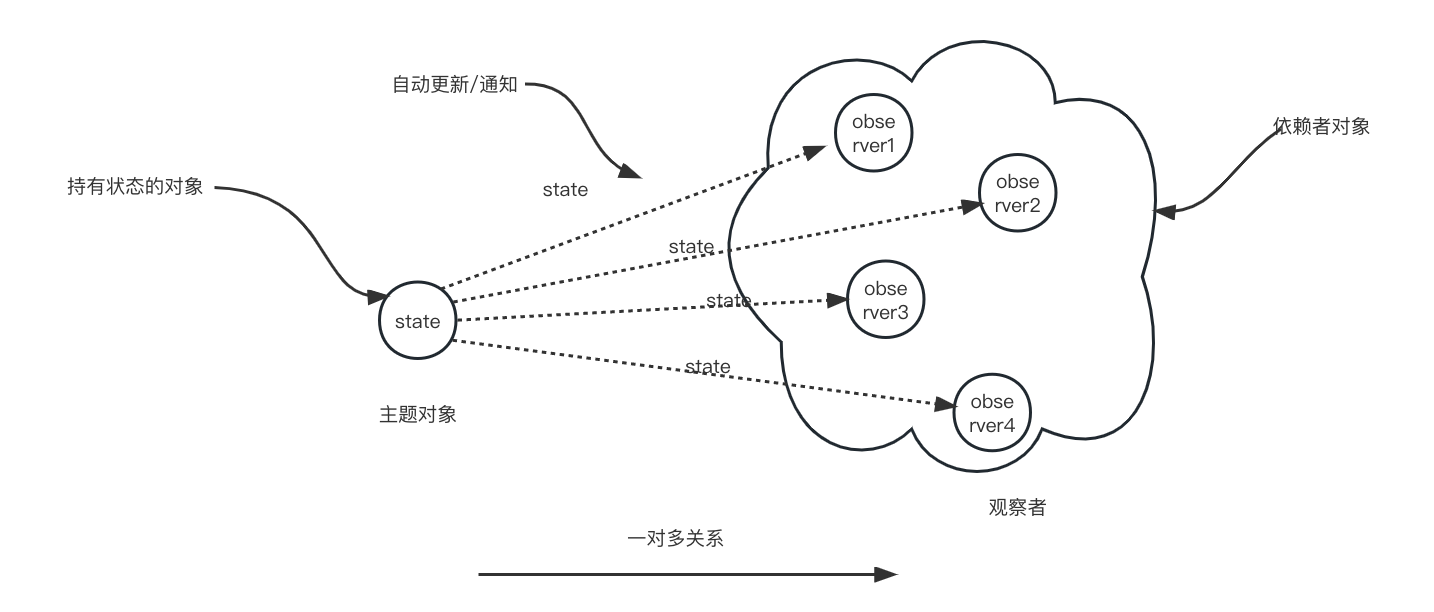 自动更新/通知
obse
rver1
依赖者对象
持有状态的对象
state
obse
rver2
state
state
obse
rver3
state
state
obse
rver4
主题对象
观察者
一对多关系